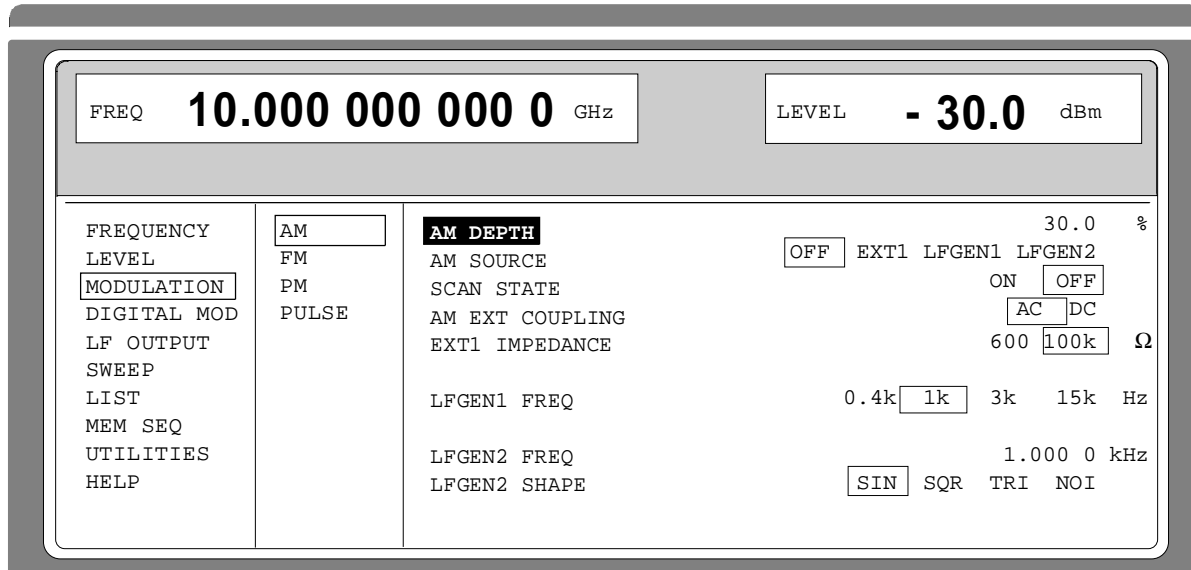 FREQ 10.000 000 000 0 GHz LEVEL - 30.0 dBm
FREQUENCY
LEVEL
MODULATION
DIGITAL MOD
LF OUTPUT
SWEEP
LIST
MEM SEQ
UTILITIES
HELP
AM
FM
PM
PULSE
AM DEPTH 30.0 %
AM SOURCE OFF EXT1 LFGEN1 LFGEN2
SCAN STATE ON OFF
AM EXT COUPLING AC DC
EXT1 IMPEDANCE 600 100k Ω
LFGEN1 FREQ 0.4k 1k 3k 15k Hz
LFGEN2 FREQ 1.000 0 kHz
LFGEN2 SHAPE SIN SQR TRI NOI